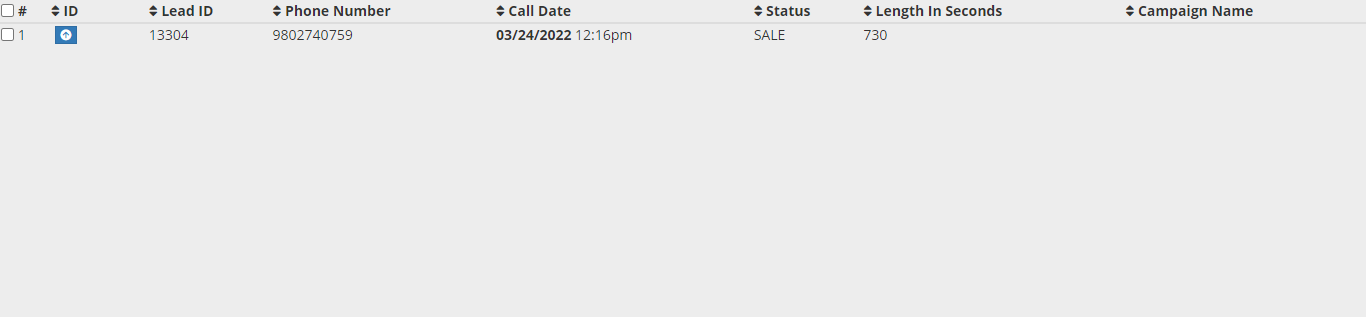 # ID Lead ID Phone Number Call Date Status Length In Seconds Campaign Name
1 13304 9802740759 03/24/2022 12:16pm SALE 730